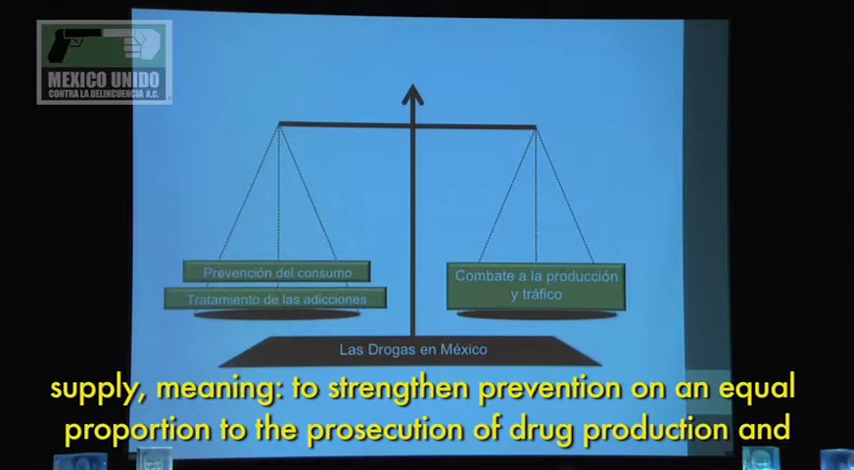 MEXICO UNIDO
CONTRA LA DELINCUENCIA A.C.
Prevención del consumo
Tratamiento de las adicciones
Combate a la producción
y tráfico
Las Drogas en México
supply, meaning: to strengthen prevention on an equal
proportion to the prosecution of drug production and